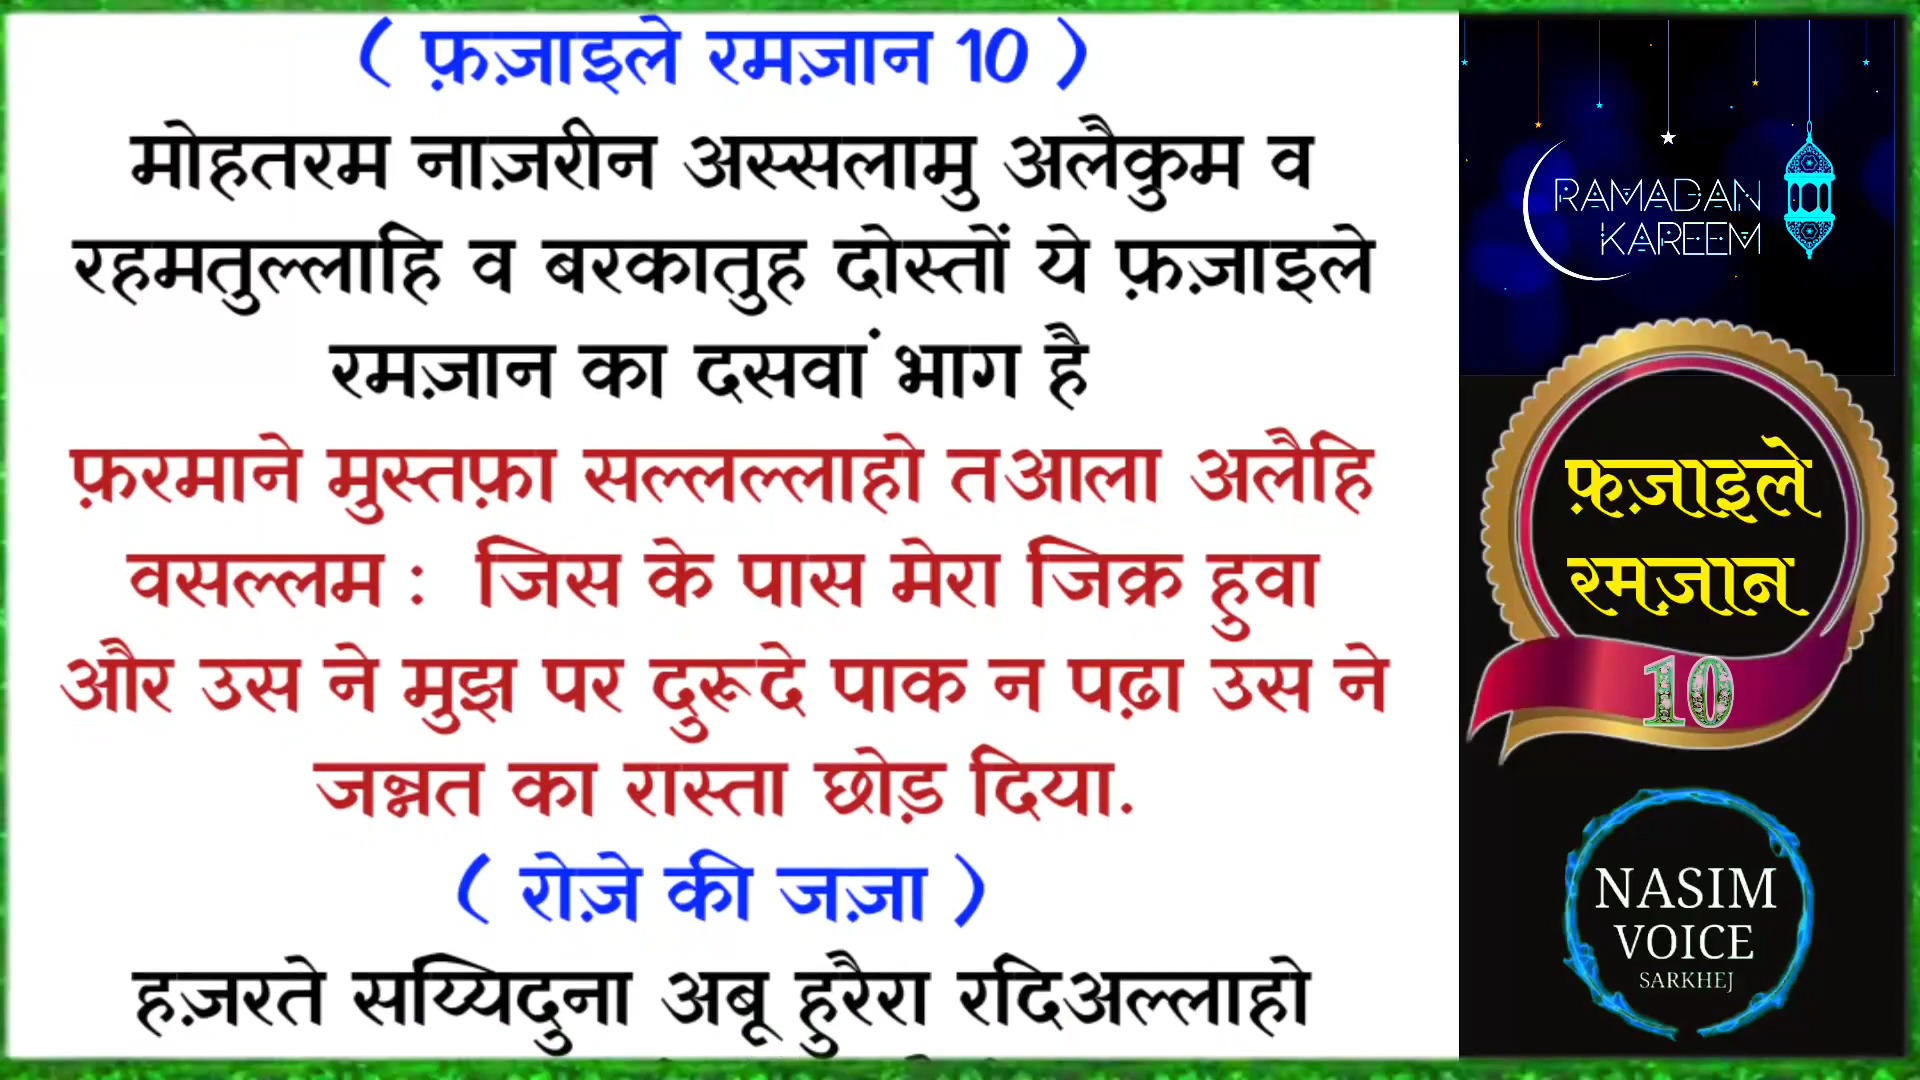 ( फ़ज़ाइले रमज़ान 10 )
मोहतरम नाज़रीन अस्सलामु अलैकुम व
रहमतुल्लाहि व बरकातुह दोस्तों ये फ़ज़ाइले
रमज़ान का दसवां भाग है
फ़रमाने मुस्तफ़ा सल्लल्लाहो तआला अलैहि
वसल्लम : जिस के पास मेरा जिक्र हुवा
और उस ने मुझ पर दुरूदे पाक न पढ़ा उस ने
जन्नत का रास्ता छोड़ दिया.
( रोज़े की जज़ा )
हज़रते सय्यिदुना अबू हुरैरा रदिअल्लाहो
RAMADAN
KAREEM
फ़ज़ाइले
रमज़ान
10
NASIM
VOICE
SARKHEJ